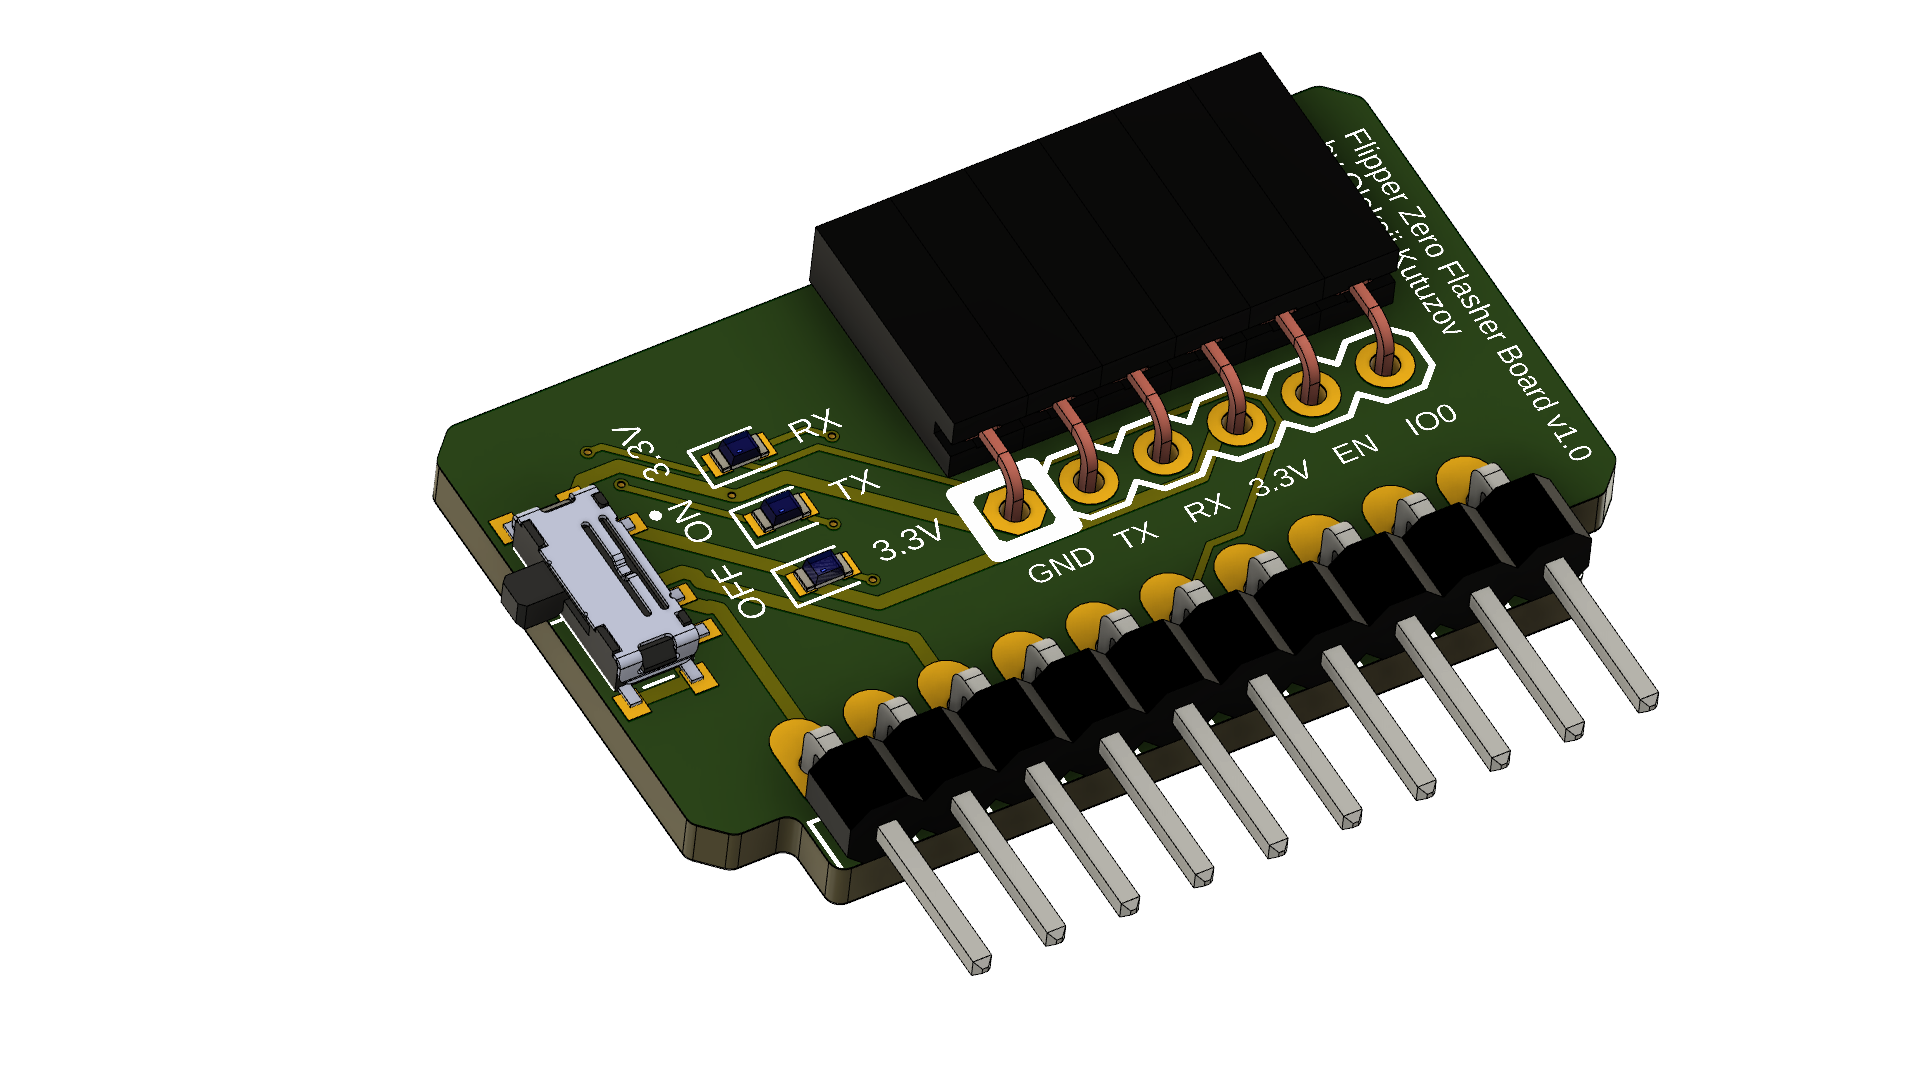 Flipper Zero Flasher Board v1.0
Kutuzov
RX
TX
3.3V
3.3V
ON
OFF
GND
TX
RX
3.3V
EN
IO0